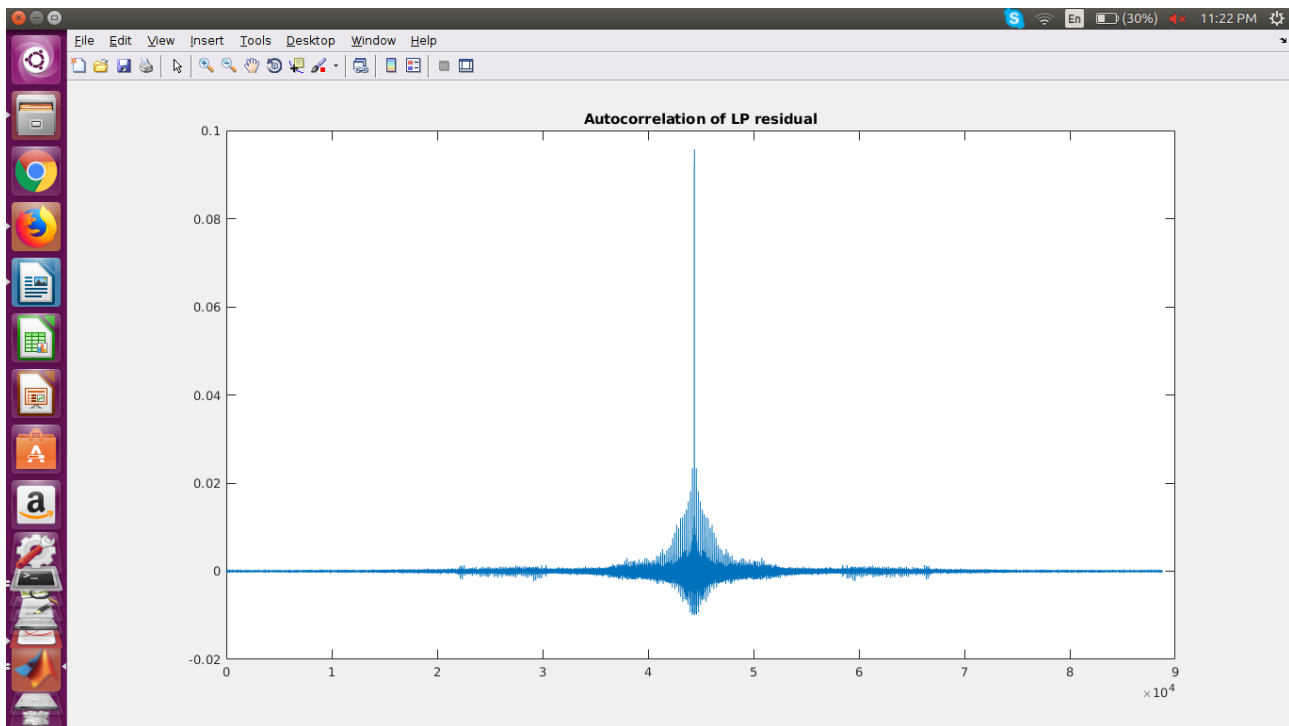 En (30%) 11:22 PM
File Edit View Insert Tools Desktop Window Help
Autocorrelation of LP residual
0.1
0.08
0.06
0.04
0.02
0
-0.02
0 1 2 3 4 5 6 7 8 9
×10⁴